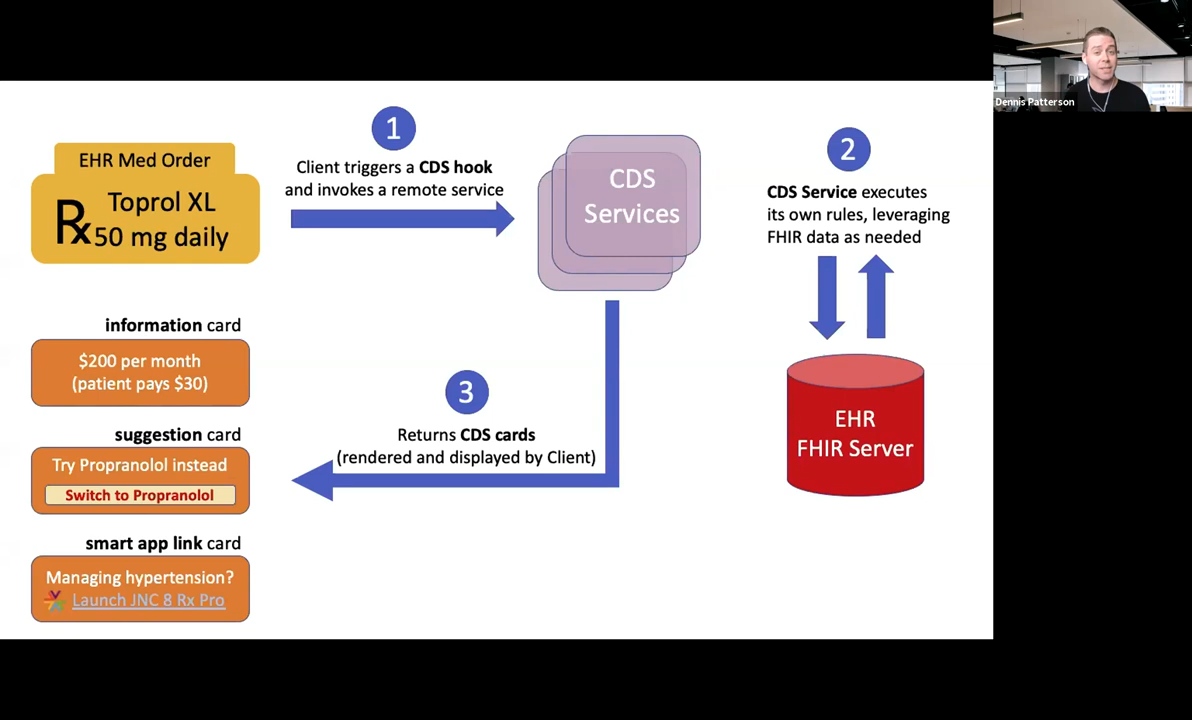 Dennis Patterson
1
EHR Med Order
Client triggers a CDS hook
and invokes a remote service
Rx Toprol XL
50 mg daily
CDS
Services
2
CDS Service executes
its own rules, leveraging
FHIR data as needed
information card
$200 per month
(patient pays $30)
3
Returns CDS cards
(rendered and displayed by Client)
EHR
FHIR Server
suggestion card
Try Propranolol instead
Switch to Propranolol
smart app link card
Managing hypertension?
Launch JNC 8 Rx Pro